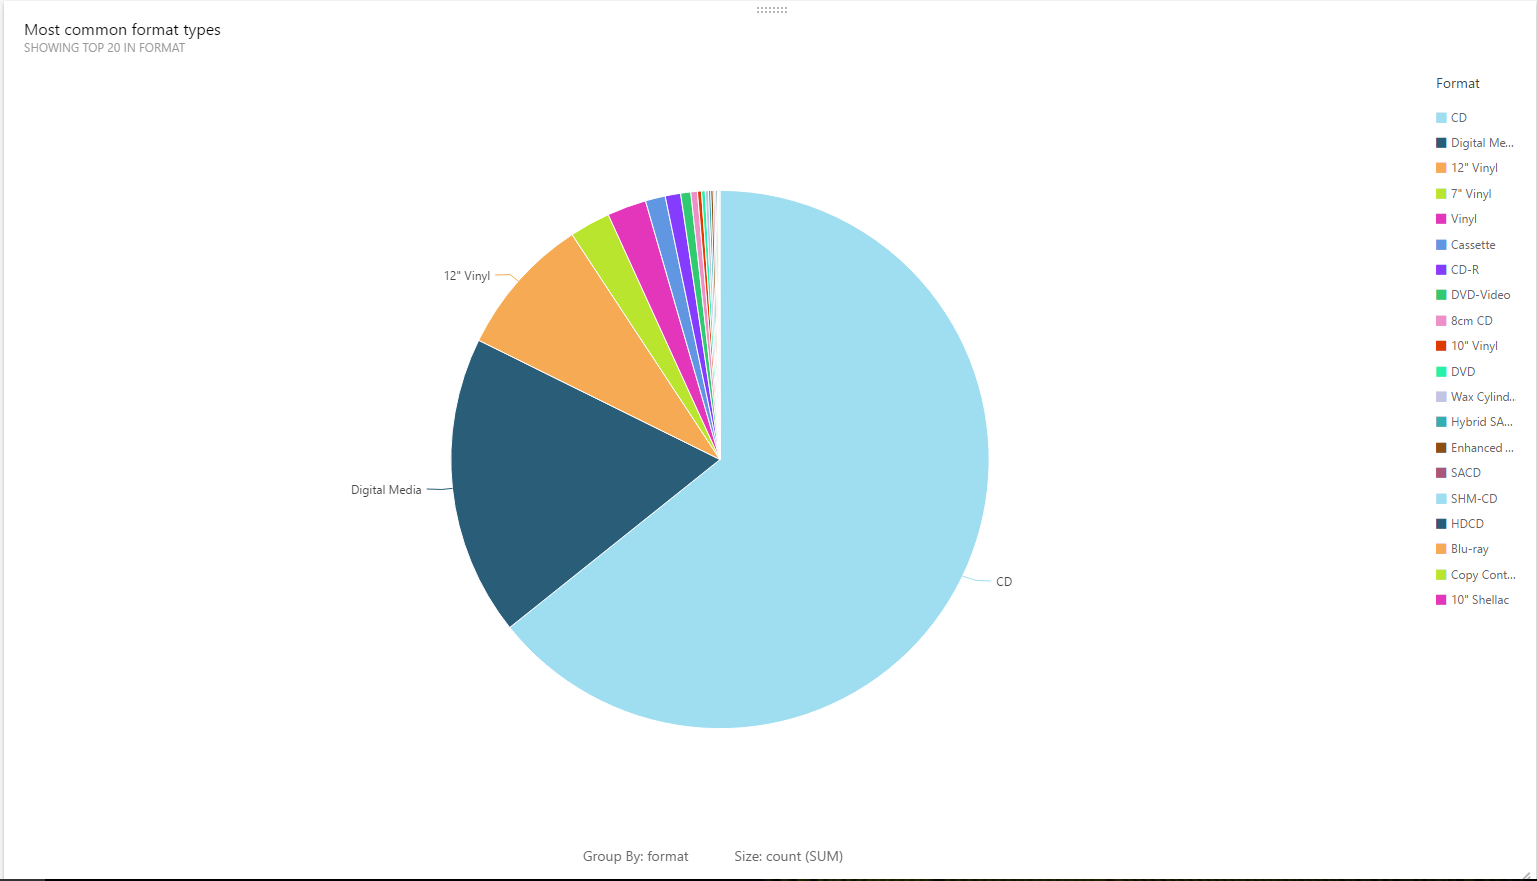 Most common format types
SHOWING TOP 20 IN FORMAT
Format
CD
Digital Me...
12" Vinyl
7" Vinyl
Vinyl
Cassette
CD-R
DVD-Video
8cm CD
10" Vinyl
DVD
Wax Cylind..
Hybrid SA...
Enhanced ...
SACD
SHM-CD
HDCD
Blu-ray
Copy Cont...
10" Shellac
12" Vinyl
Digital Media
CD
Group By: format Size: count (SUM)